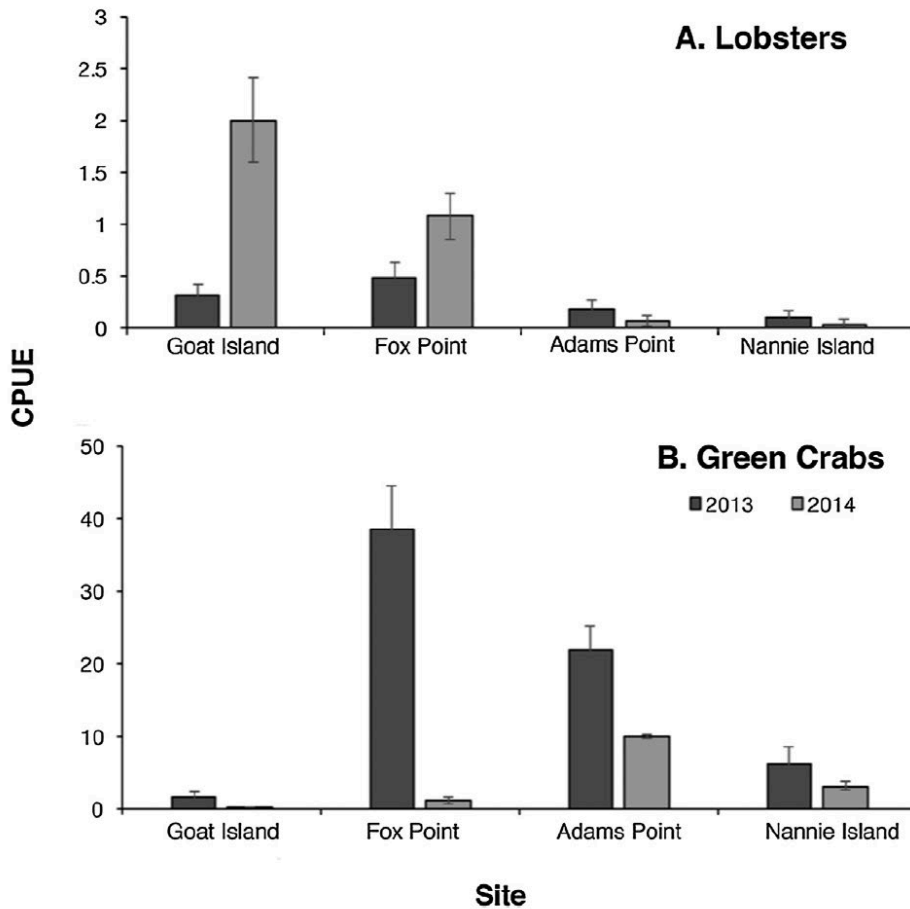 A. Lobsters
3
2.5
2
1.5
1
0.5
0
Goat Island Fox Point Adams Point Nannie Island
CPUE
B. Green Crabs
2013 2014
50
40
30
20
10
0
Goat Island Fox Point Adams Point Nannie Island
Site